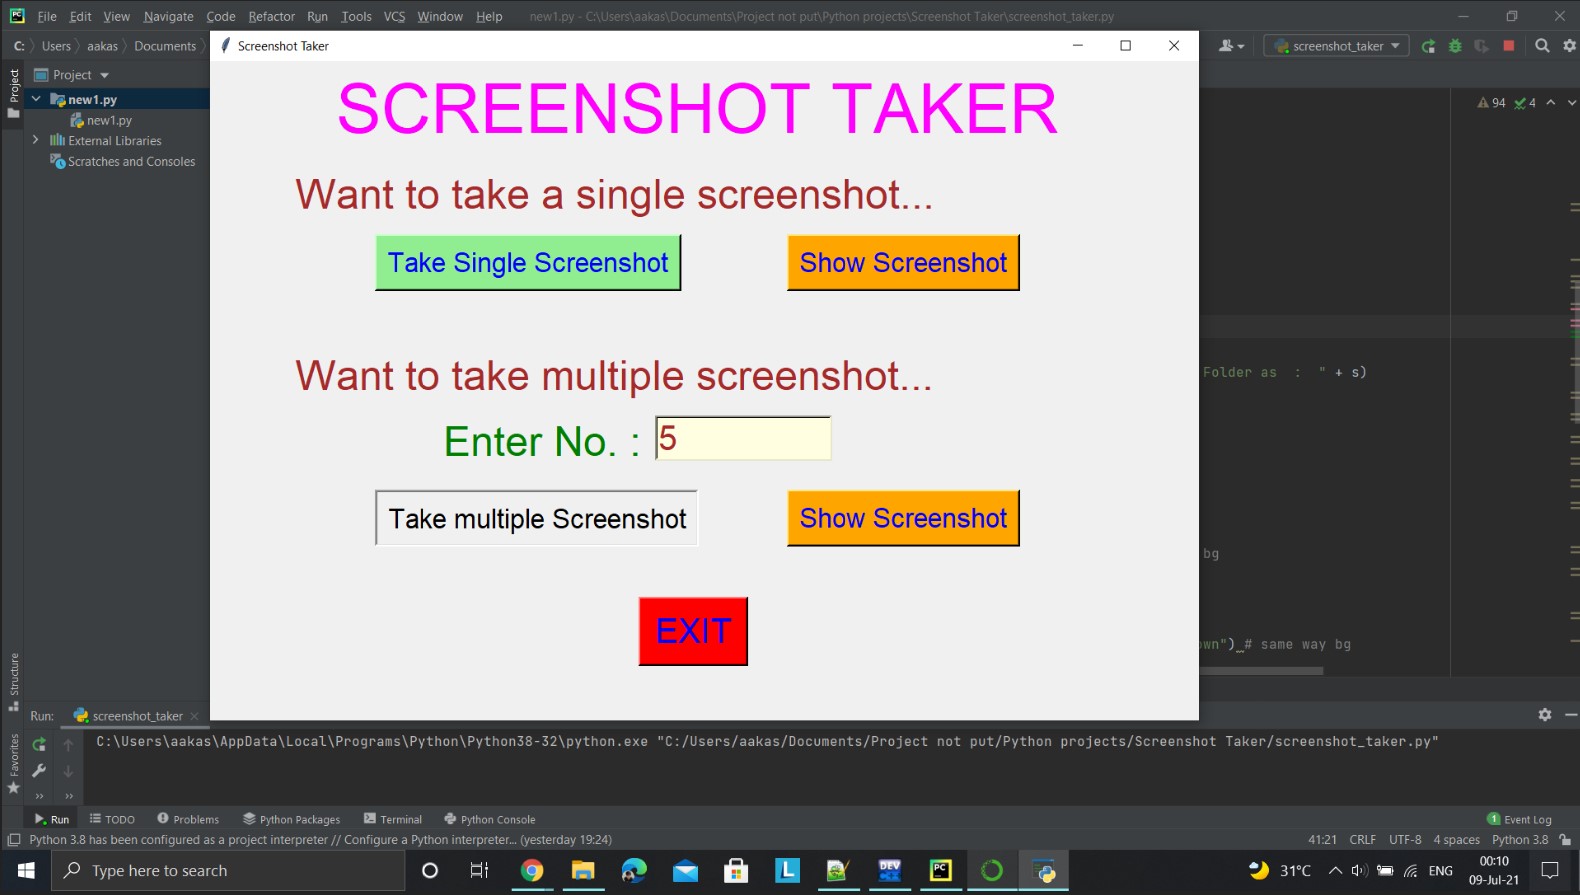 File Edit View Navigate Code Refactor Run Tools VCS Window Help new1.py - C:\Users\aakas\Documents\Project not put\Python projects\Screenshot Taker\screenshot_taker.py
C: Users aakas Documents
screenshot_taker
Screenshot Taker
Project
Project
new1.py
new1.py
External Libraries
Scratches and Consoles
94 4
SCREENSHOT TAKER
Want to take a single screenshot...
Take Single Screenshot Show Screenshot
Want to take multiple screenshot...
Folder as : " + s)
Enter No. : 5
Take multiple Screenshot Show Screenshot
bg
EXIT
wn") # same way bg
Structure
Favorites
Run: screenshot_taker
C:\Users\aakas\AppData\Local\Programs\Python\Python38-32\python.exe "C:/Users/aakas/Documents/Project not put/Python projects/Screenshot Taker/screenshot_taker.py"
Run TODO Problems Python Packages Terminal Python Console 1 Event Log
Python 3.8 has been configured as a project interpreter // Configure a Python interpreter... (yesterday 19:24) 41:21 CRLF UTF-8 4 spaces Python 3.8
Type here to search
L
DEV
PC
31°C
ENG
00:10
09-Jul-21